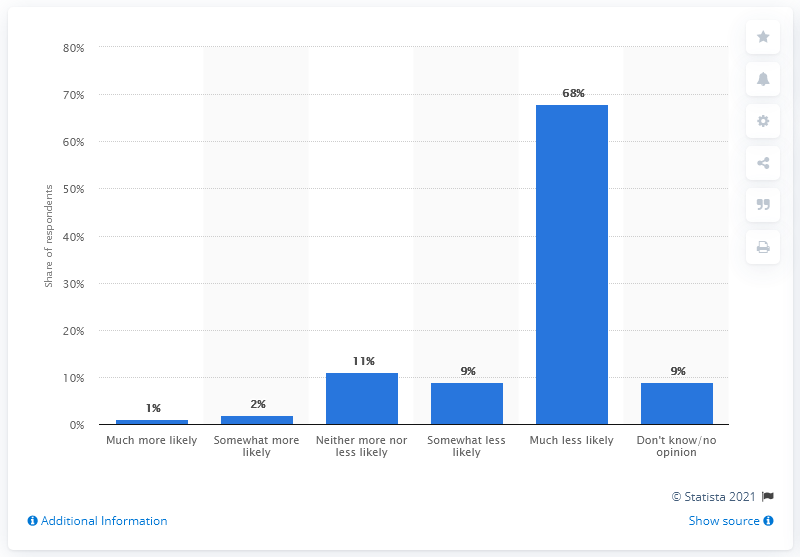 80%
70%
60%
50%
40%
30%
20%
10%
0%
Share of respondents
1%
2%
11%
9%
68%
9%
Much more likely
Somewhat more
likely
Neither more nor
less likely
Somewhat less
likely
Much less likely
Don't know/no
opinion
© Statista 2021
Additional Information
Show source